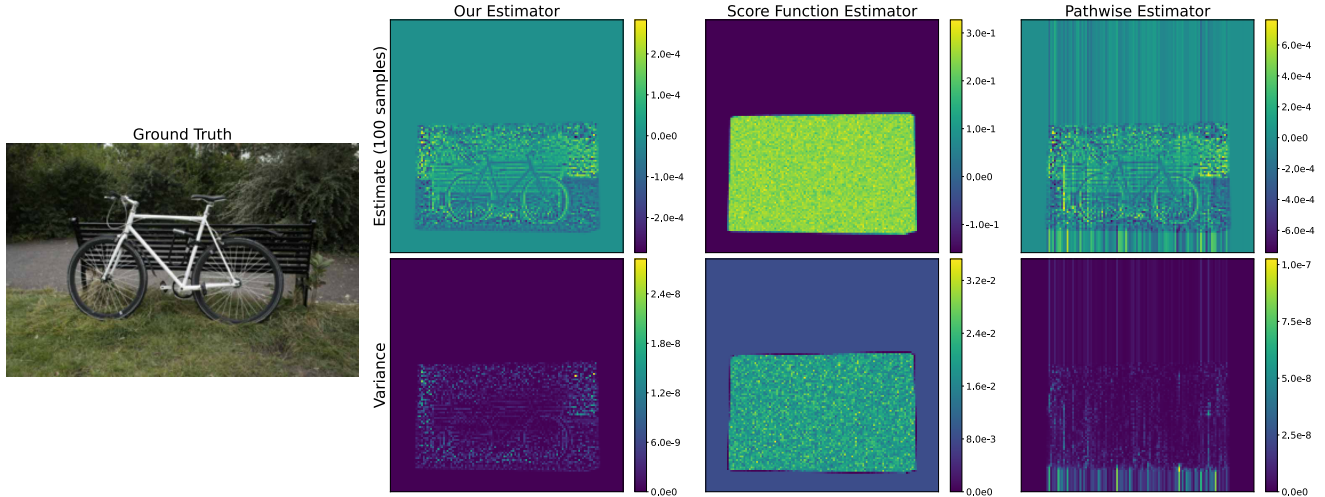 Our Estimator
Score Function Estimator
Pathwise Estimator
Ground Truth
Estimate (100 samples)
2.0e-4
1.0e-4
0.0e0
-1.0e-4
-2.0e-4
3.0e-1
2.0e-1
1.0e-1
0.0e0
-1.0e-1
6.0e-4
4.0e-4
2.0e-4
0.0e0
-2.0e-4
-4.0e-4
-6.0e-4
Variance
2.4e-8
1.8e-8
1.2e-8
6.0e-9
0.0e0
3.2e-2
2.4e-2
1.6e-2
8.0e-3
0.0e0
1.0e-7
7.5e-8
5.0e-8
2.5e-8
0.0e0